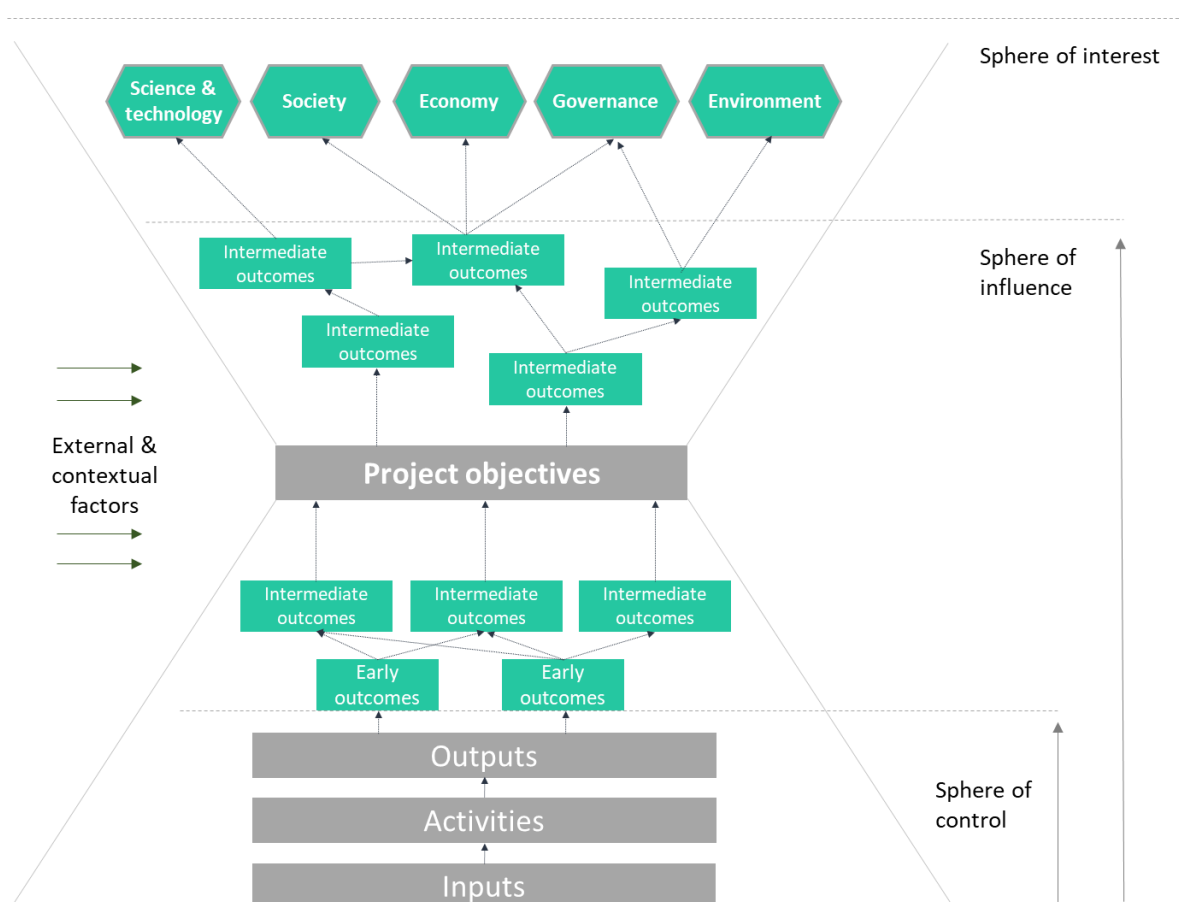 Sphere of interest
Science &
technology
Society
Economy
Governance
Environment
Intermediate
outcomes
Intermediate
outcomes
Sphere of
influence
Intermediate
outcomes
Intermediate
outcomes
Intermediate
outcomes
External &
contextual
factors
Project objectives
Intermediate
outcomes
Intermediate
outcomes
Intermediate
outcomes
Early
outcomes
Early
outcomes
Outputs
Sphere of
control
Activities
Inputs